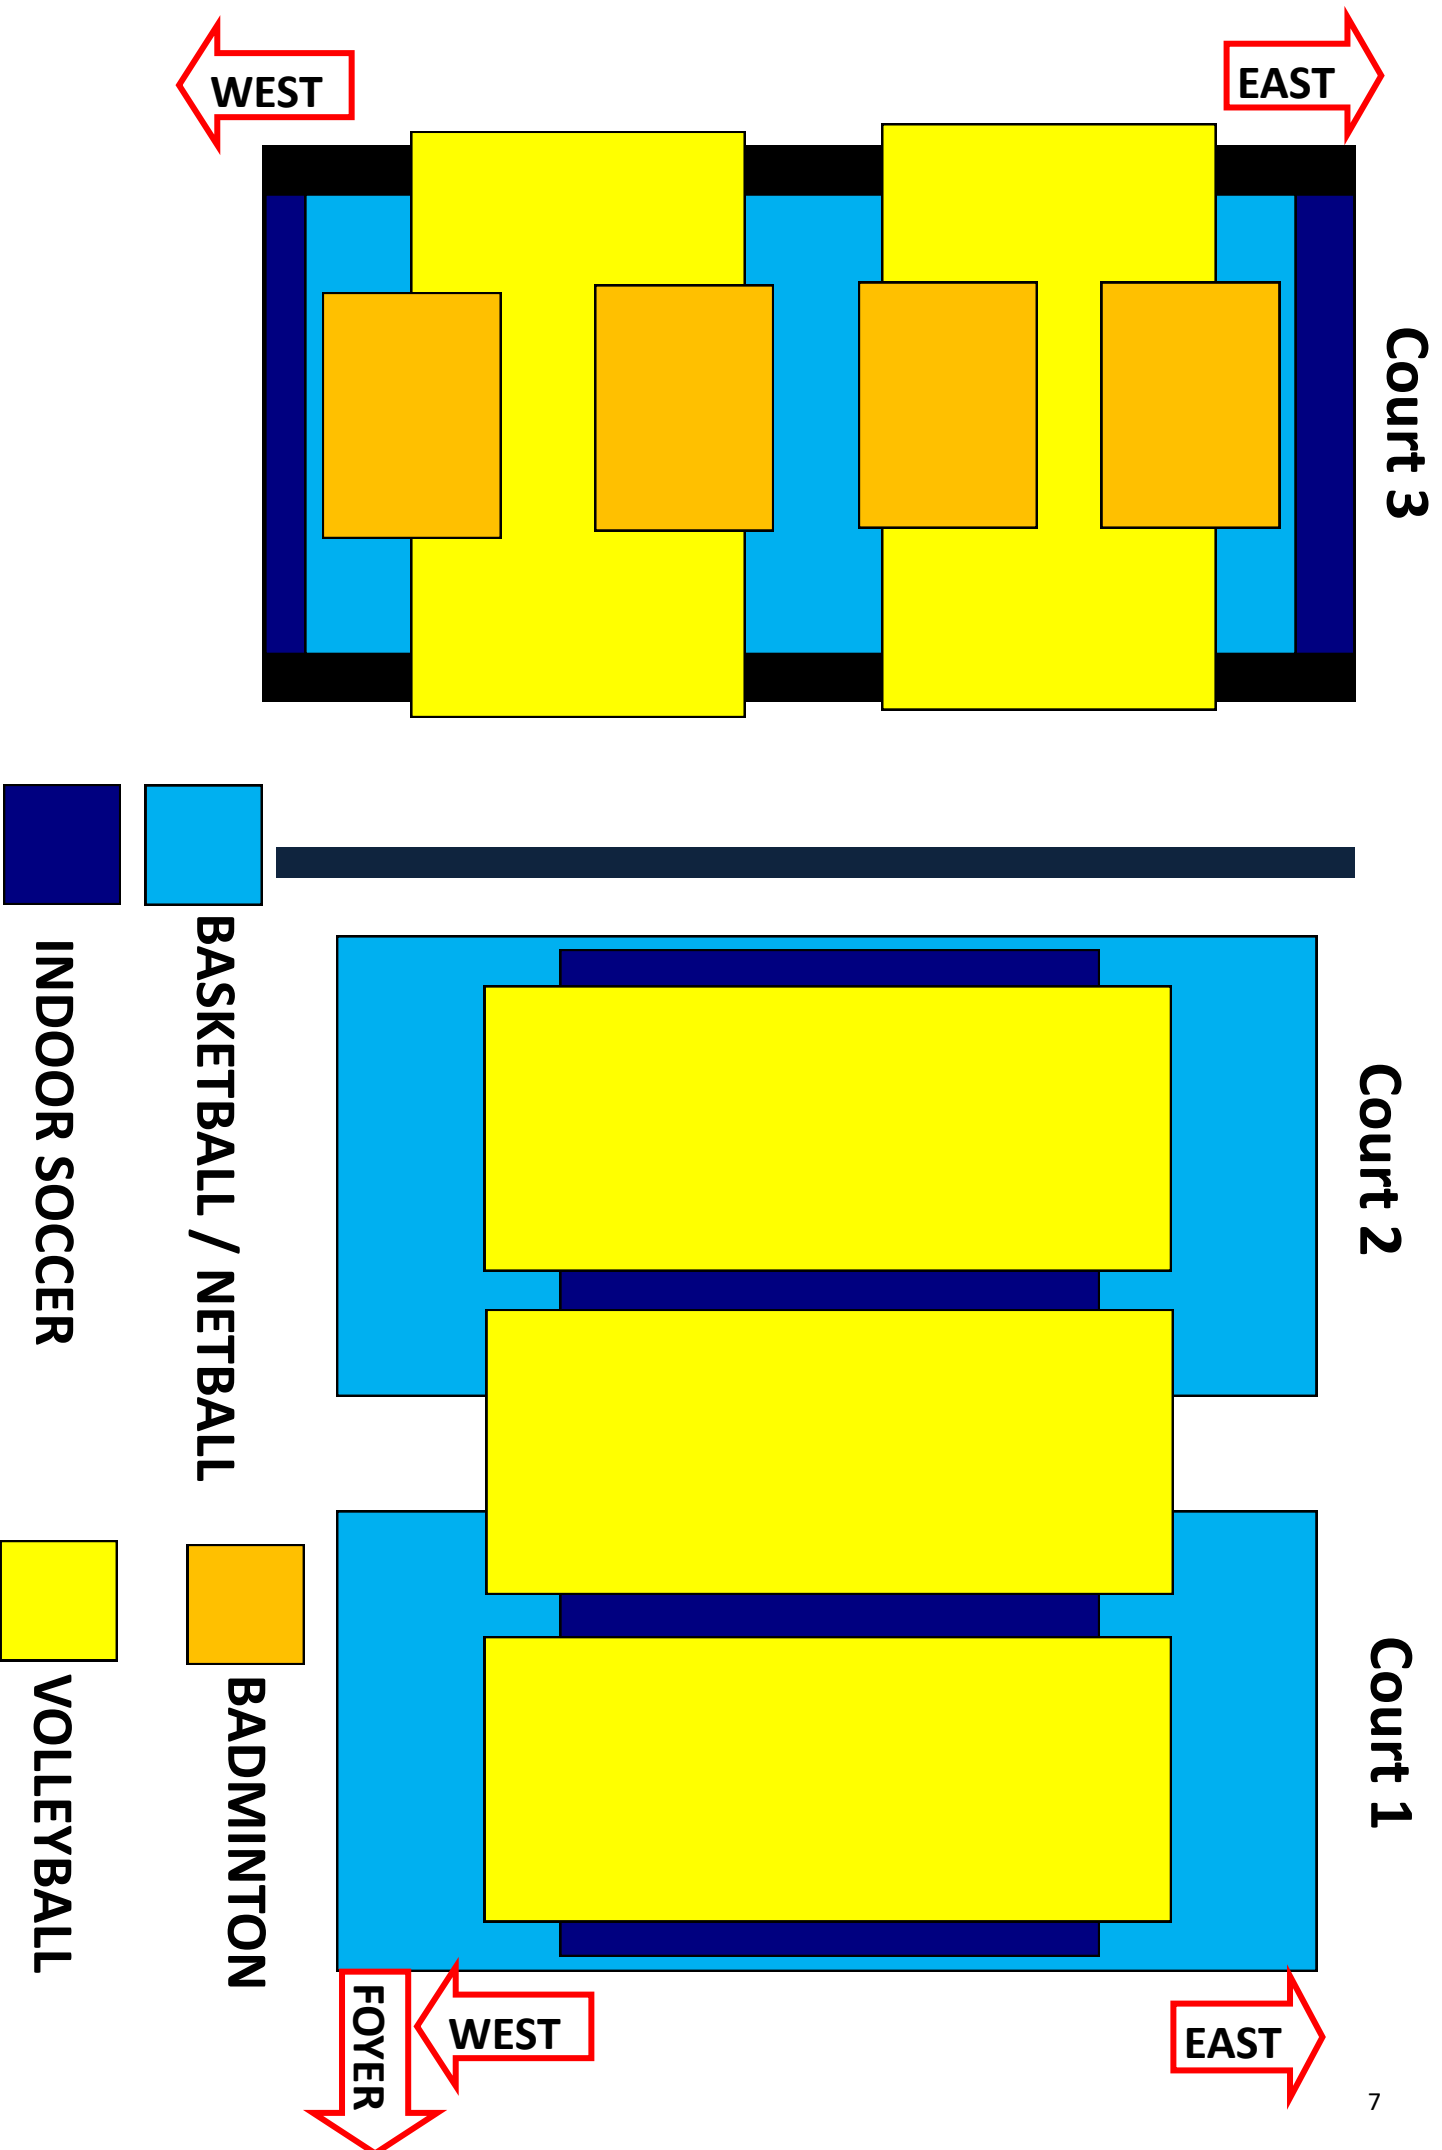 WEST
EAST
Court 3
BASKETBALL / NETBALL
INDOOR SOCCER
Court 2
BADMINTON
VOLLEYBALL
Court 1
FOYER
WEST
EAST
7